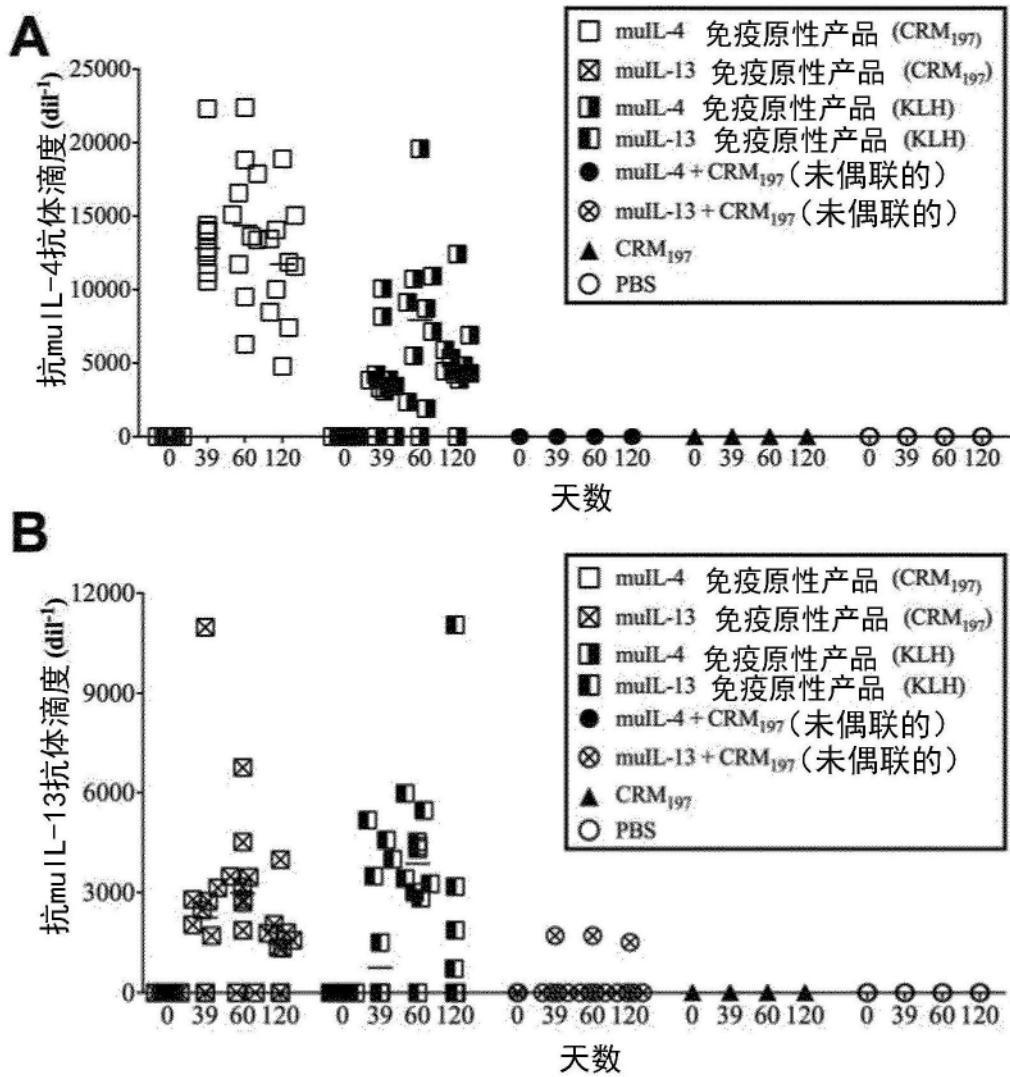 A
□ muIL-4 免疫原性产品 (CRM₁₉₇)
⊠ muIL-13 免疫原性产品 (CRM₁₉₇)
◨ muIL-4 免疫原性产品 (KLH)
◧ muIL-13 免疫原性产品 (KLH)
● muIL-4 + CRM₁₉₇ (未偶联的)
⊗ muIL-13 + CRM₁₉₇ (未偶联的)
▲ CRM₁₉₇
○ PBS
抗muIL-4抗体滴度 (dil⁻¹)
25000
20000
15000
10000
5000
0
0 39 60 120 0 39 60 120 0 39 60 120 0 39 60 120 0 39 60 120
天数
B
□ muIL-4 免疫原性产品 (CRM₁₉₇)
⊠ muIL-13 免疫原性产品 (CRM₁₉₇)
◨ muIL-4 免疫原性产品 (KLH)
◧ muIL-13 免疫原性产品 (KLH)
● muIL-4 + CRM₁₉₇ (未偶联的)
⊗ muIL-13 + CRM₁₉₇ (未偶联的)
▲ CRM₁₉₇
○ PBS
抗muIL-13抗体滴度 (dil⁻¹)
12000
9000
6000
3000
0
0 39 60 120 0 39 60 120 0 39 60 120 0 39 60 120 0 39 60 120
天数